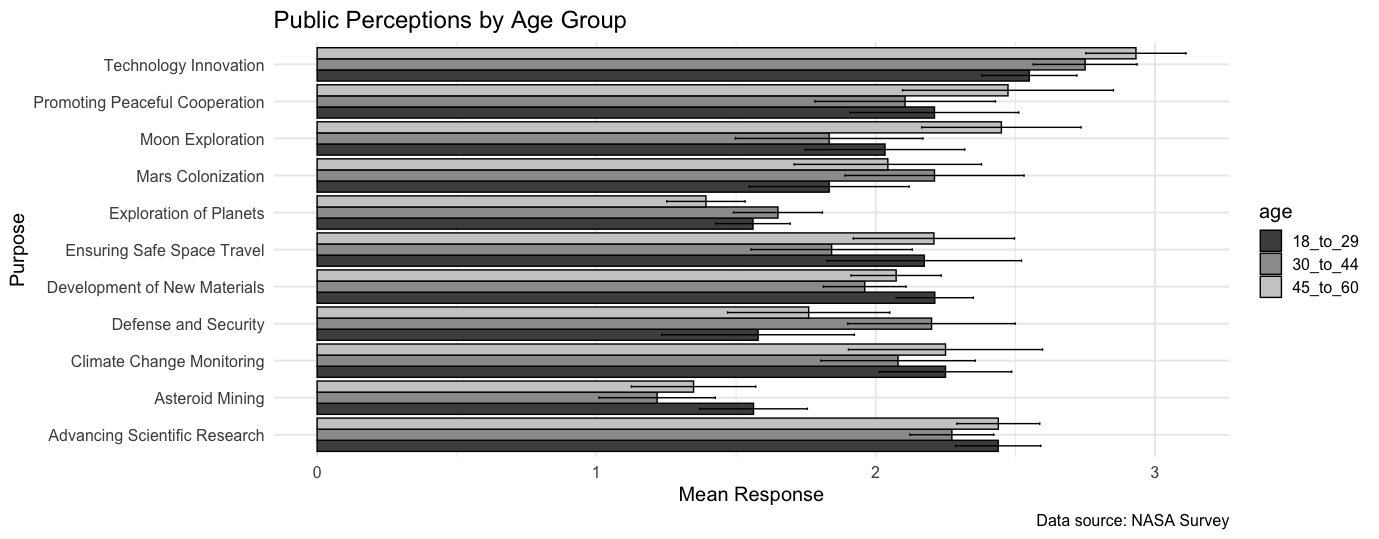 Public Perceptions by Age Group
Technology Innovation
Promoting Peaceful Cooperation
Moon Exploration
Mars Colonization
Exploration of Planets
Ensuring Safe Space Travel
Development of New Materials
Defense and Security
Climate Change Monitoring
Asteroid Mining
Advancing Scientific Research
Purpose
0 1 2 3
Mean Response
age
18_to_29
30_to_44
45_to_60
Data source: NASA Survey